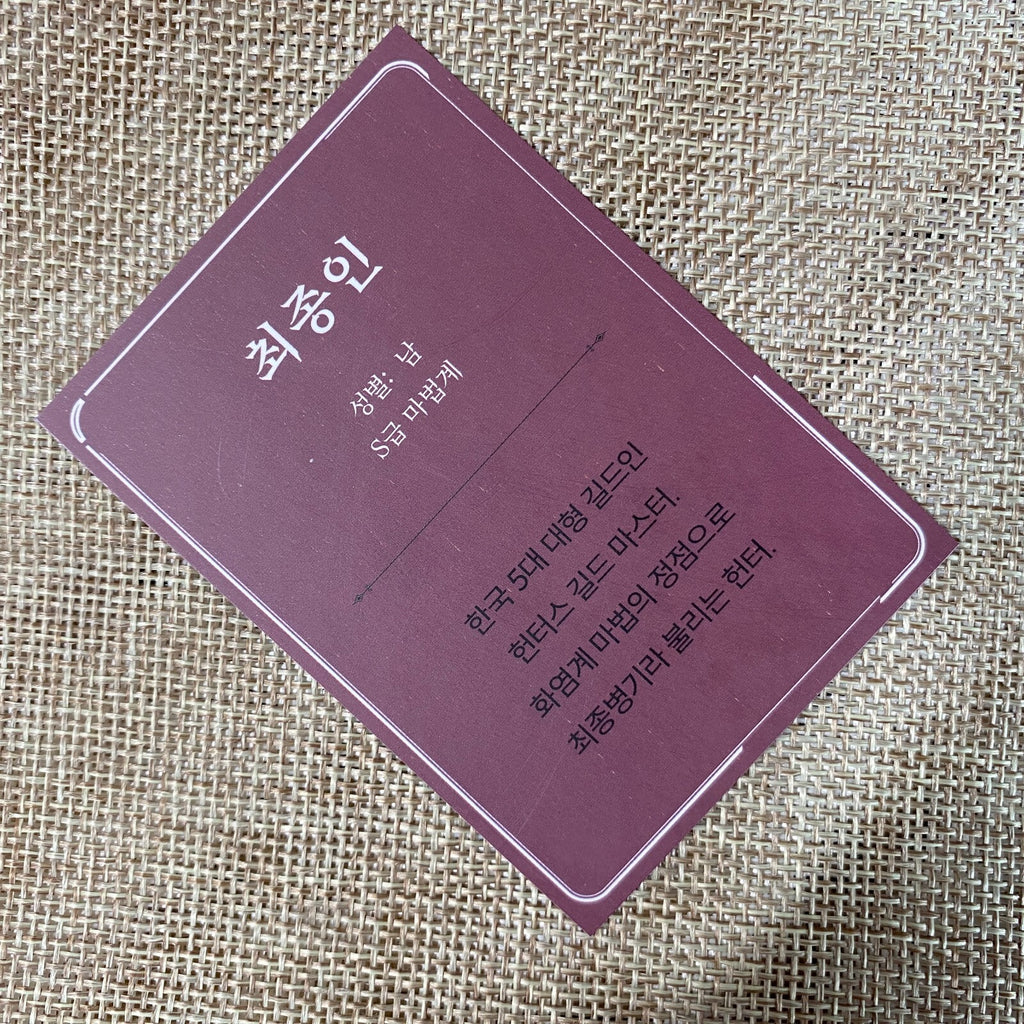 최종인
성별: 남
S급 마법계
한국 5대 대형 길드인
헌터스 길드 마스터.
화염계 마법의 정점으로
최종병기라 불리는 헌터.